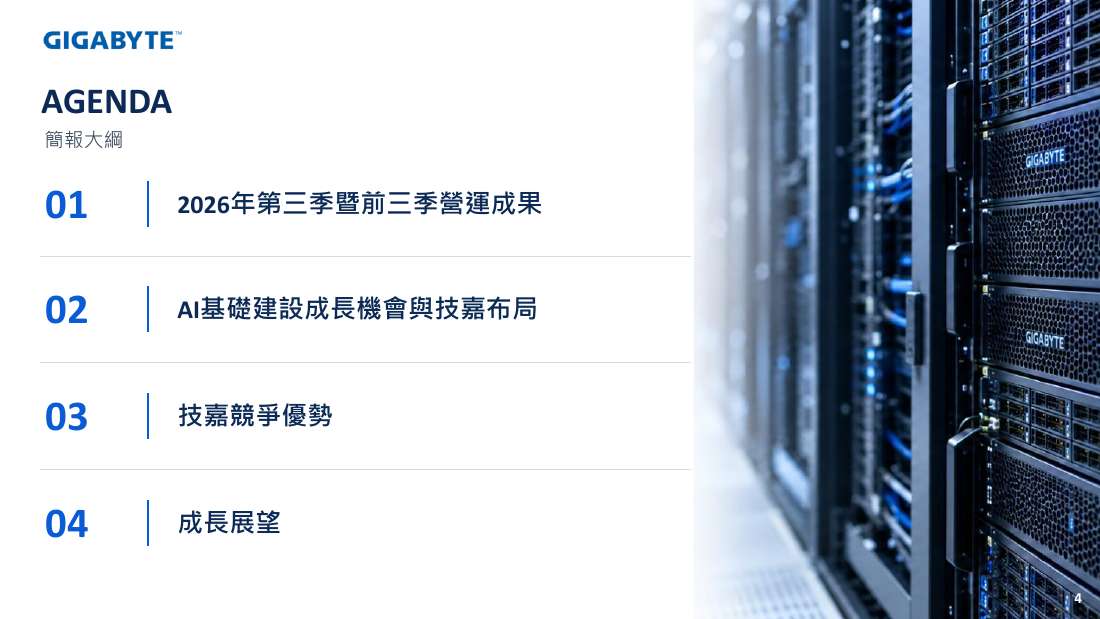 GIGABYTE™
AGENDA
簡報大綱
01
2026年第三季暨前三季營運成果
02
AI基礎建設成長機會與技嘉布局
03
技嘉競爭優勢
04
成長展望
GIGABYTE
GIGABYTE
4